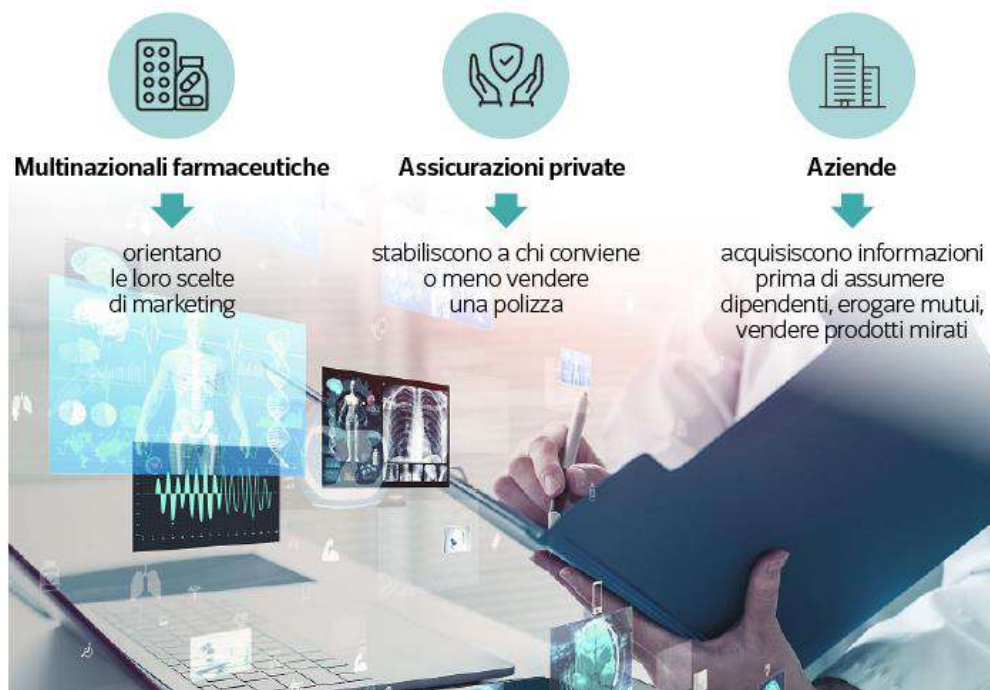 Multinazionali farmaceutiche
orientano
le loro scelte
di marketing
Assicurazioni private
stabiliscono a chi conviene
o meno vendere
una polizza
Aziende
acquisiscono informazioni
prima di assumere
dipendenti, erogare mutui,
vendere prodotti mirati